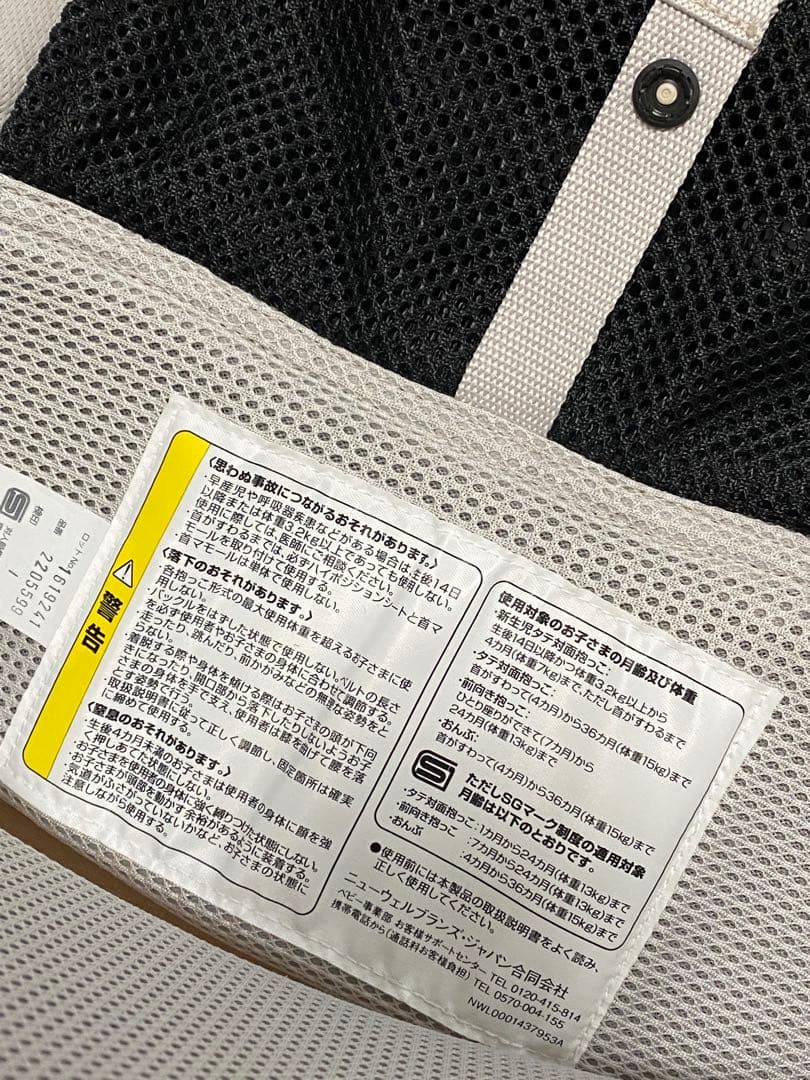 ロットNo.
1619241
品番
2205599
検印
I
⚠警告
〈思わぬ事故につながるおそれがあります。〉
・早産児や呼吸器疾患などがある場合は生後14日
以降または体重3.2kg以上であっても使用しない。
使用に際しては、医師にご相談ください。
・首がすわるまでは、必ずハイポジションシートと首マ
モールを取り付けて使用する。
・首マモールは単体で使用しない。
〈落下のおそれがあります。〉
・各抱っこ形式の最大使用体重を超えるお子さまに使
用しない。
・バックルをはずした状態で使用しない。ベルトの長さ
を必ず使用者やお子さまの身体に合わせて調節する。
・走ったり、跳んだり、前かがみなどの無理な姿勢をと
らない。
・着脱する際や身体を傾ける際はお子さまの頭が下向
きになったり、開口部から落下したりしないようお子
さまの身体を手で支え、使用者は膝を曲げて腰を落
とす姿勢で行う。
・取扱説明書に従って正しく調節し、固定箇所は確実
に締めて使用する。
〈窒息のおそれがあります。〉
・生後4カ月未満のお子さまは使用者の身体に顔を強
く押しあてた状態にしない。
・お子さまを使用者の身体に強く縛りつけた状態にしない。
・お子さまが頭部を動かす余裕があるように装着する。
・気道がふさがっていないかなど、お子さまの状態に
注意しながら使用する。
使用対象のお子さまの月齢及び体重
・新生児タテ対面抱っこ:
生後14日以降かつ体重3.2kg以上から
4カ月(体重7kg)まで、ただし首がすわるまで
・タテ対面抱っこ:
首がすわって(4カ月)から36カ月(体重15kg)まで
・前向き抱っこ:
ひとり座りができて(7カ月)から
24カ月(体重13kg)まで
・おんぶ:
首がすわって(4カ月)から36カ月(体重15kg)まで
ただしSGマーク制度の適用対象
月齢は以下のとおりです。
・タテ対面抱っこ:1カ月から24カ月(体重13kg)まで
・前向き抱っこ :7カ月から24カ月(体重13kg)まで
・おんぶ :4カ月から36カ月(体重15kg)まで
●使用前には本製品の取扱説明書をよく読み、
正しく使用してください。
ニューウェルブランズ・ジャパン合同会社
ベビー事業部 お客様サポートセンター TEL 0120-415-814
携帯電話から(通話料お客様負担) TEL 0570-004-155
NWL0001437953A